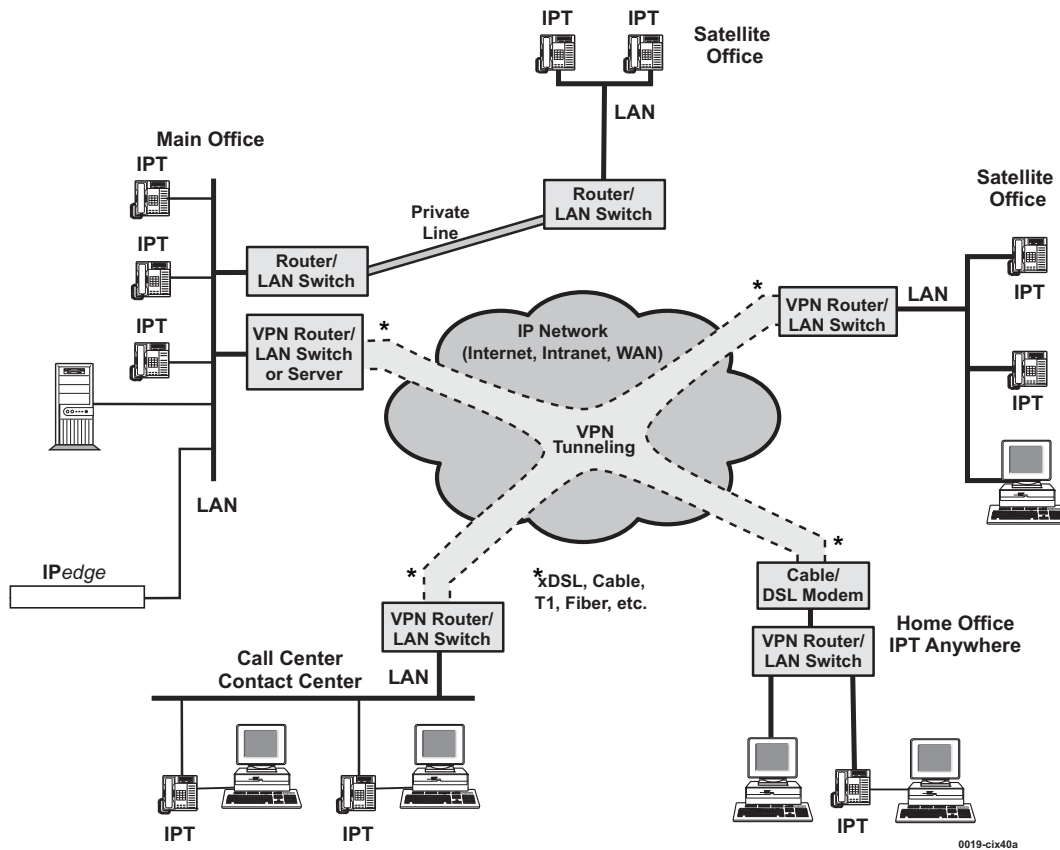 IPT
IPT
Satellite
Office
LAN
Main Office
IPT
Router/
LAN Switch
Private
Line
Satellite
Office
IPT
Router/
LAN Switch
IPT
VPN Router/
LAN Switch
or Server
*
IP Network
(Internet, Intranet, WAN)
*
VPN Router/
LAN Switch
LAN
IPT
IPT
VPN
Tunneling
LAN
IPedge
*
*xDSL, Cable,
T1, Fiber, etc.
*
Cable/
DSL Modem
VPN Router/
LAN Switch
Home Office
IPT Anywhere
VPN Router/
LAN Switch
LAN
Call Center
Contact Center
IPT
IPT
IPT
0019-cix40a